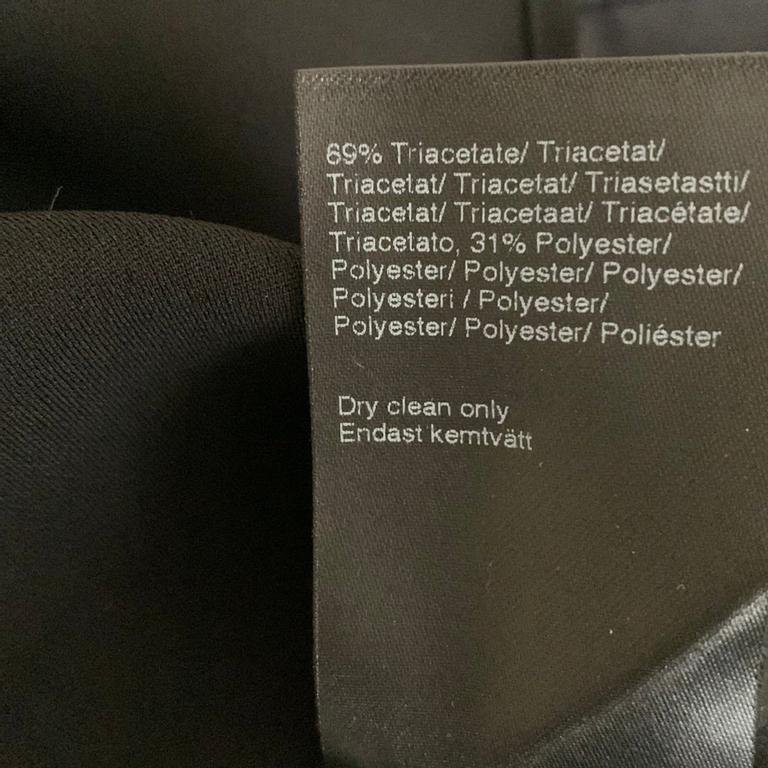 69% Triacetate/ Triacetat/
Triacetat/ Triacetat/ Triasetastti/
Triacetat/ Triacetaat/ Triacétate/
Triacetato, 31% Polyester/
Polyester/ Polyester/ Polyester/
Polyesteri / Polyester/
Polyester/ Polyester/ Poliéster
Dry clean only
Endast kemtvätt